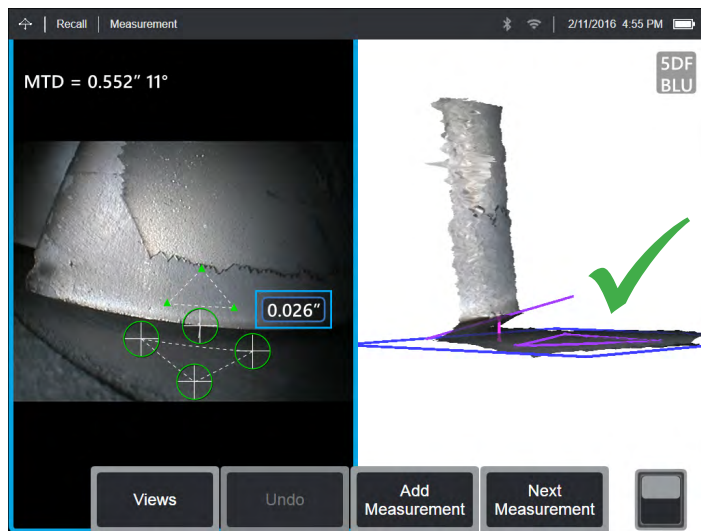 Recall Measurement 2/11/2016 4:55 PM
MTD = 0.552" 11°
5DF
BLU
0.026"
Views
Undo
Add
Measurement
Next
Measurement